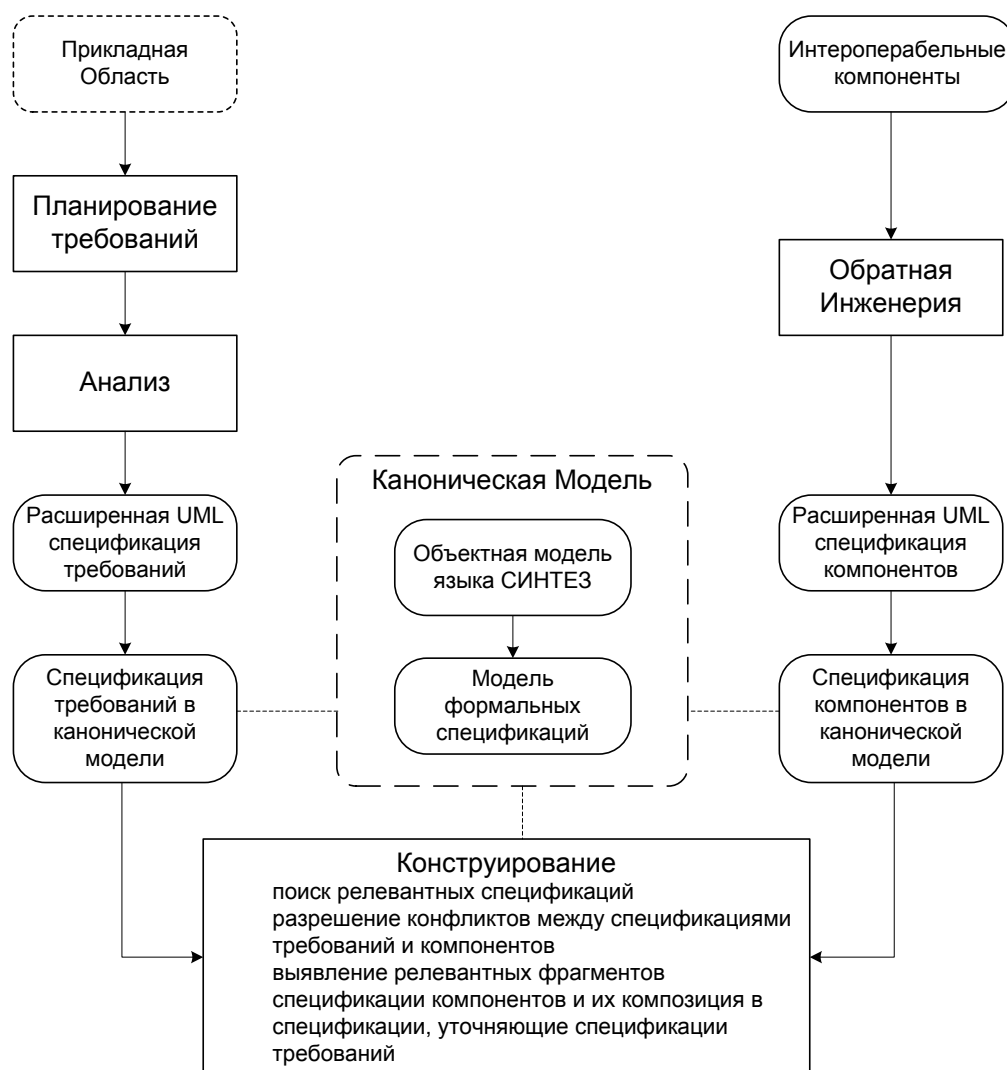 Прикладная
Область
Интероперабельные
компоненты
Планирование
требований
Обратная
Инженерия
Анализ
Каноническая Модель
Расширенная UML
спецификация
требований
Объектная модель
языка СИНТЕЗ
Расширенная UML
спецификация
компонентов
Спецификация
требований в
канонической
модели
Модель
формальных
спецификаций
Спецификация
компонентов в
канонической
модели
Конструирование
поиск релевантных спецификаций
разрешение конфликтов между спецификациями
требований и компонентов
выявление релевантных фрагментов
спецификации компонентов и их композиция в
спецификации, уточняющие спецификации
требований